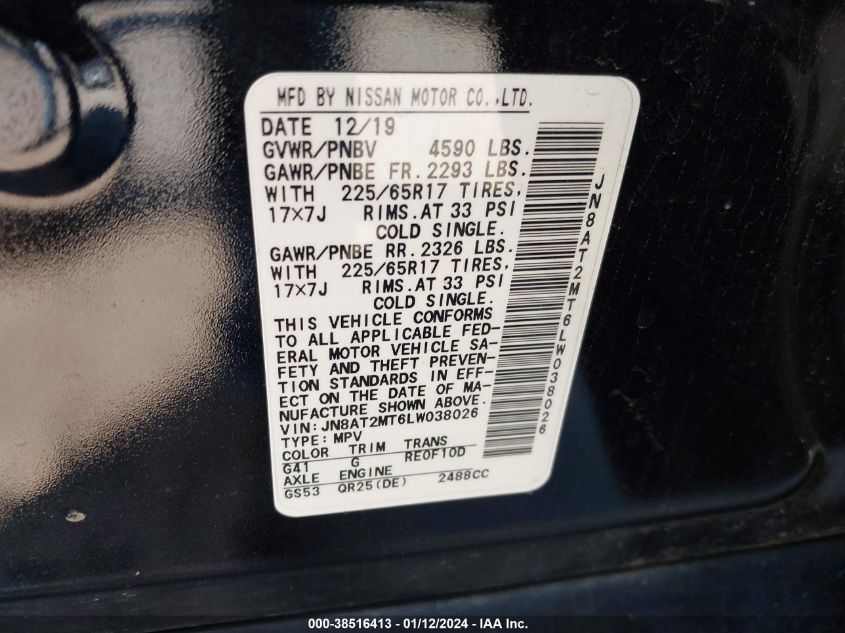 MFD BY NISSAN MOTOR CO.,LTD.
DATE 12/19
GVWR/PNBV 4590 LBS.
GAWR/PNBE FR. 2293 LBS.
WITH 225/65R17 TIRES,
17×7J RIMS. AT 33 PSI
COLD SINGLE.
GAWR/PNBE RR. 2326 LBS.
WITH 225/65R17 TIRES,
17×7J RIMS. AT 33 PSI
COLD SINGLE.
THIS VEHICLE CONFORMS
TO ALL APPLICABLE FED-
ERAL MOTOR VEHICLE SA-
FETY AND THEFT PREVEN-
TION STANDARDS IN EFF-
ECT ON THE DATE OF MA-
NUFACTURE SHOWN ABOVE.
VIN: JN8AT2MT6LW038026
TYPE: MPV
COLOR TRIM TRANS
G41 G RE0F10D
AXLE ENGINE
GS53 QR25(DE) 2488CC
JN8AT2MT6LW038026
000-38516413 - 01/12/2024 - IAA Inc.